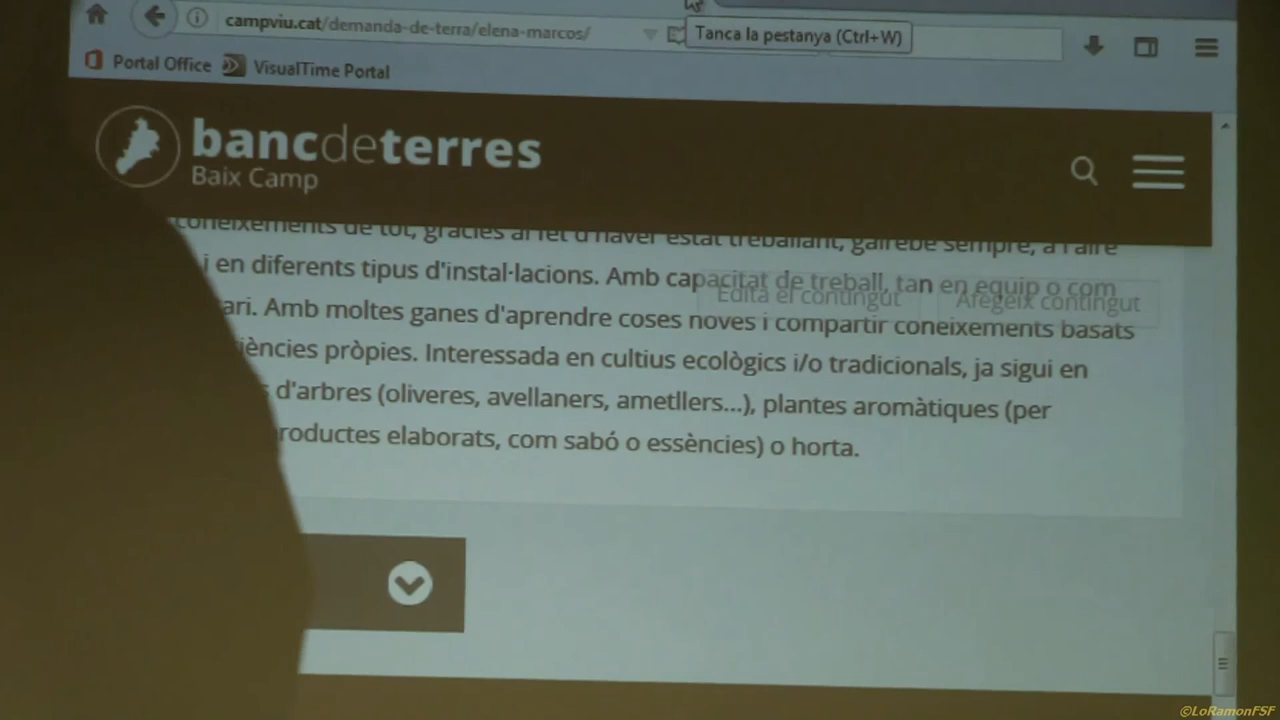 campviu.cat/demanda-de-terra/elena-marcos/
Tanca la pestanya (Ctrl+W)
Portal Office
VisualTime Portal
bancdeterres
Baix Camp
coneixements de tot, gràcies al fet d'haver estat treballant, gairebé sempre, a l'aire
i en diferents tipus d'instal·lacions. Amb capacitat de treball, tan en equip o com
Edita el contingut
Afegeix contingut
ari. Amb moltes ganes d'aprendre coses noves i compartir coneixements basats
iències pròpies. Interessada en cultius ecològics i/o tradicionals, ja sigui en
s d'arbres (oliveres, avellaners, ametllers...), plantes aromàtiques (per
roductes elaborats, com sabó o essències) o horta.
©LoRamonFSF